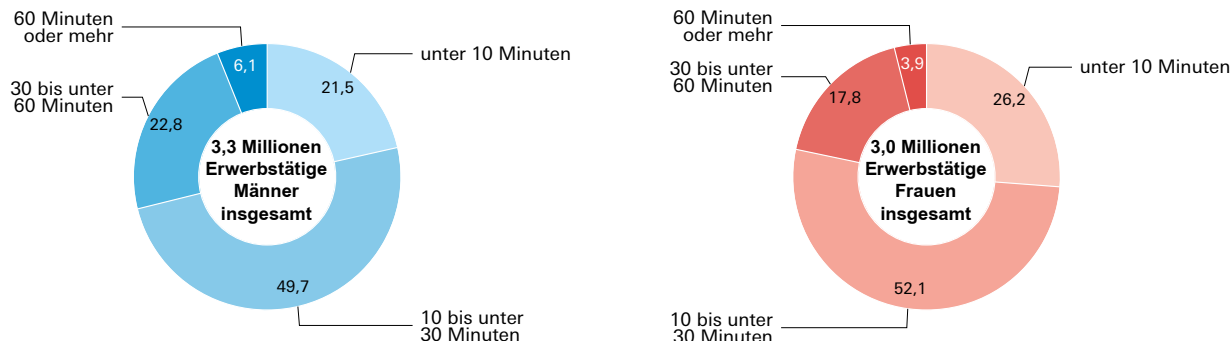 60 Minuten
oder mehr
6,1
unter 10 Minuten
21,5
30 bis unter
60 Minuten
22,8
3,3 Millionen
Erwerbstätige
Männer
insgesamt
49,7
10 bis unter
30 Minuten
60 Minuten
oder mehr
3,9
unter 10 Minuten
26,2
30 bis unter
60 Minuten
17,8
3,0 Millionen
Erwerbstätige
Frauen
insgesamt
52,1
10 bis unter
30 Minuten